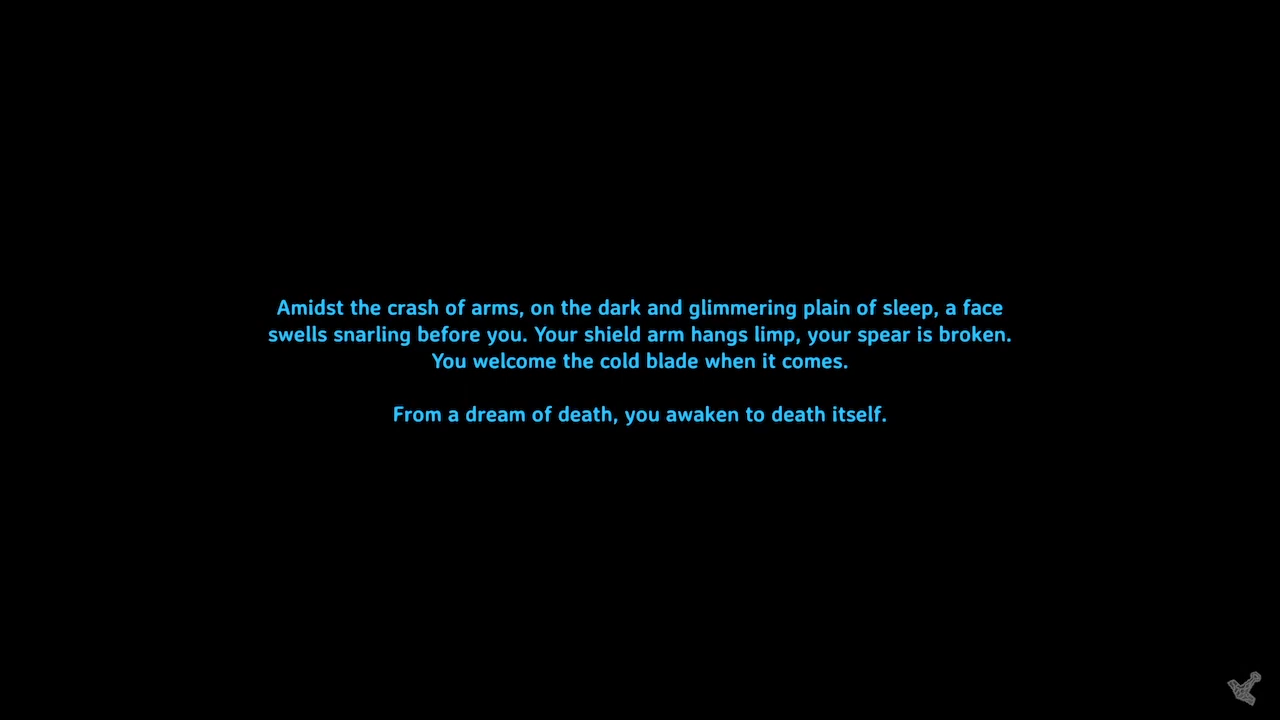 Amidst the crash of arms, on the dark and glimmering plain of sleep, a face
swells snarling before you. Your shield arm hangs limp, your spear is broken.
You welcome the cold blade when it comes.
From a dream of death, you awaken to death itself.